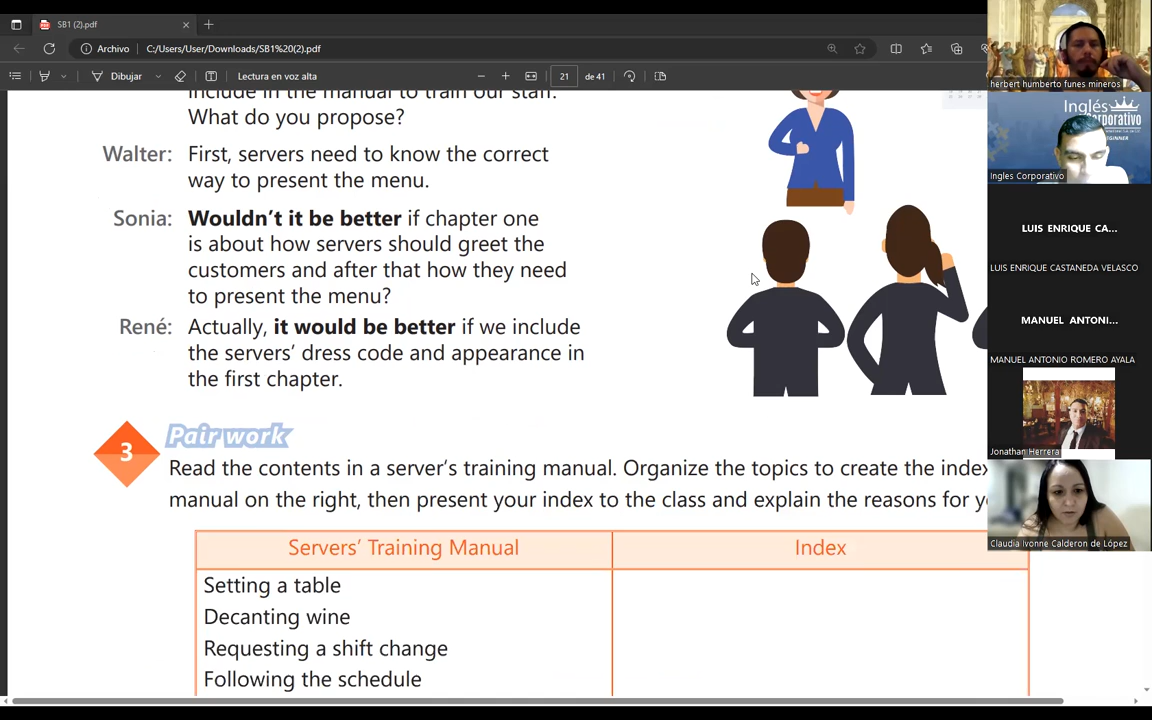 SB1 (2).pdf
Archivo
C:/Users/User/Downloads/SB1%20(2).pdf
Dibujar
Lectura en voz alta
21
de 41
include in the manual to train our staff.
What do you propose?
Walter: First, servers need to know the correct
way to present the menu.
Sonia: Wouldn't it be better if chapter one
is about how servers should greet the
customers and after that how they need
to present the menu?
René: Actually, it would be better if we include
the servers' dress code and appearance in
the first chapter.
3
Pair work
Read the contents in a server's training manual. Organize the topics to create the index
manual on the right, then present your index to the class and explain the reasons for
Servers' Training Manual
Index
Setting a table
Decanting wine
Requesting a shift change
Following the schedule
herbert humberto funes mineros
Inglés
Corporativo
Ingles Corporativo
LUIS ENRIQUE CA...
LUIS ENRIQUE CASTANEDA VELASCO
MANUEL ANTONI...
MANUEL ANTONIO ROMERO AYALA
Jonathan Herrera
Claudia Ivonne Calderon de López